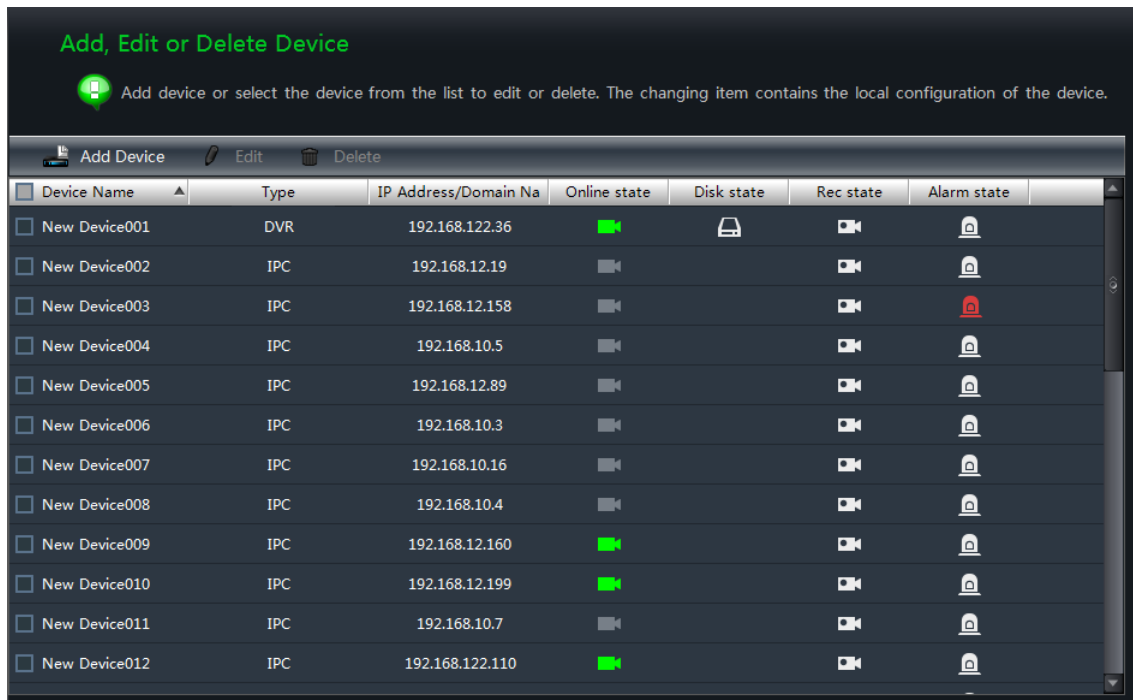 Add, Edit or Delete Device
Add device or select the device from the list to edit or delete. The changing item contains the local configuration of the device.
Add Device Edit Delete
Device Name Type IP Address/Domain Na Online state Disk state Rec state Alarm state
New Device001 DVR 192.168.122.36
New Device002 IPC 192.168.12.19
New Device003 IPC 192.168.12.158
New Device004 IPC 192.168.10.5
New Device005 IPC 192.168.12.89
New Device006 IPC 192.168.10.3
New Device007 IPC 192.168.10.16
New Device008 IPC 192.168.10.4
New Device009 IPC 192.168.12.160
New Device010 IPC 192.168.12.199
New Device011 IPC 192.168.10.7
New Device012 IPC 192.168.122.110